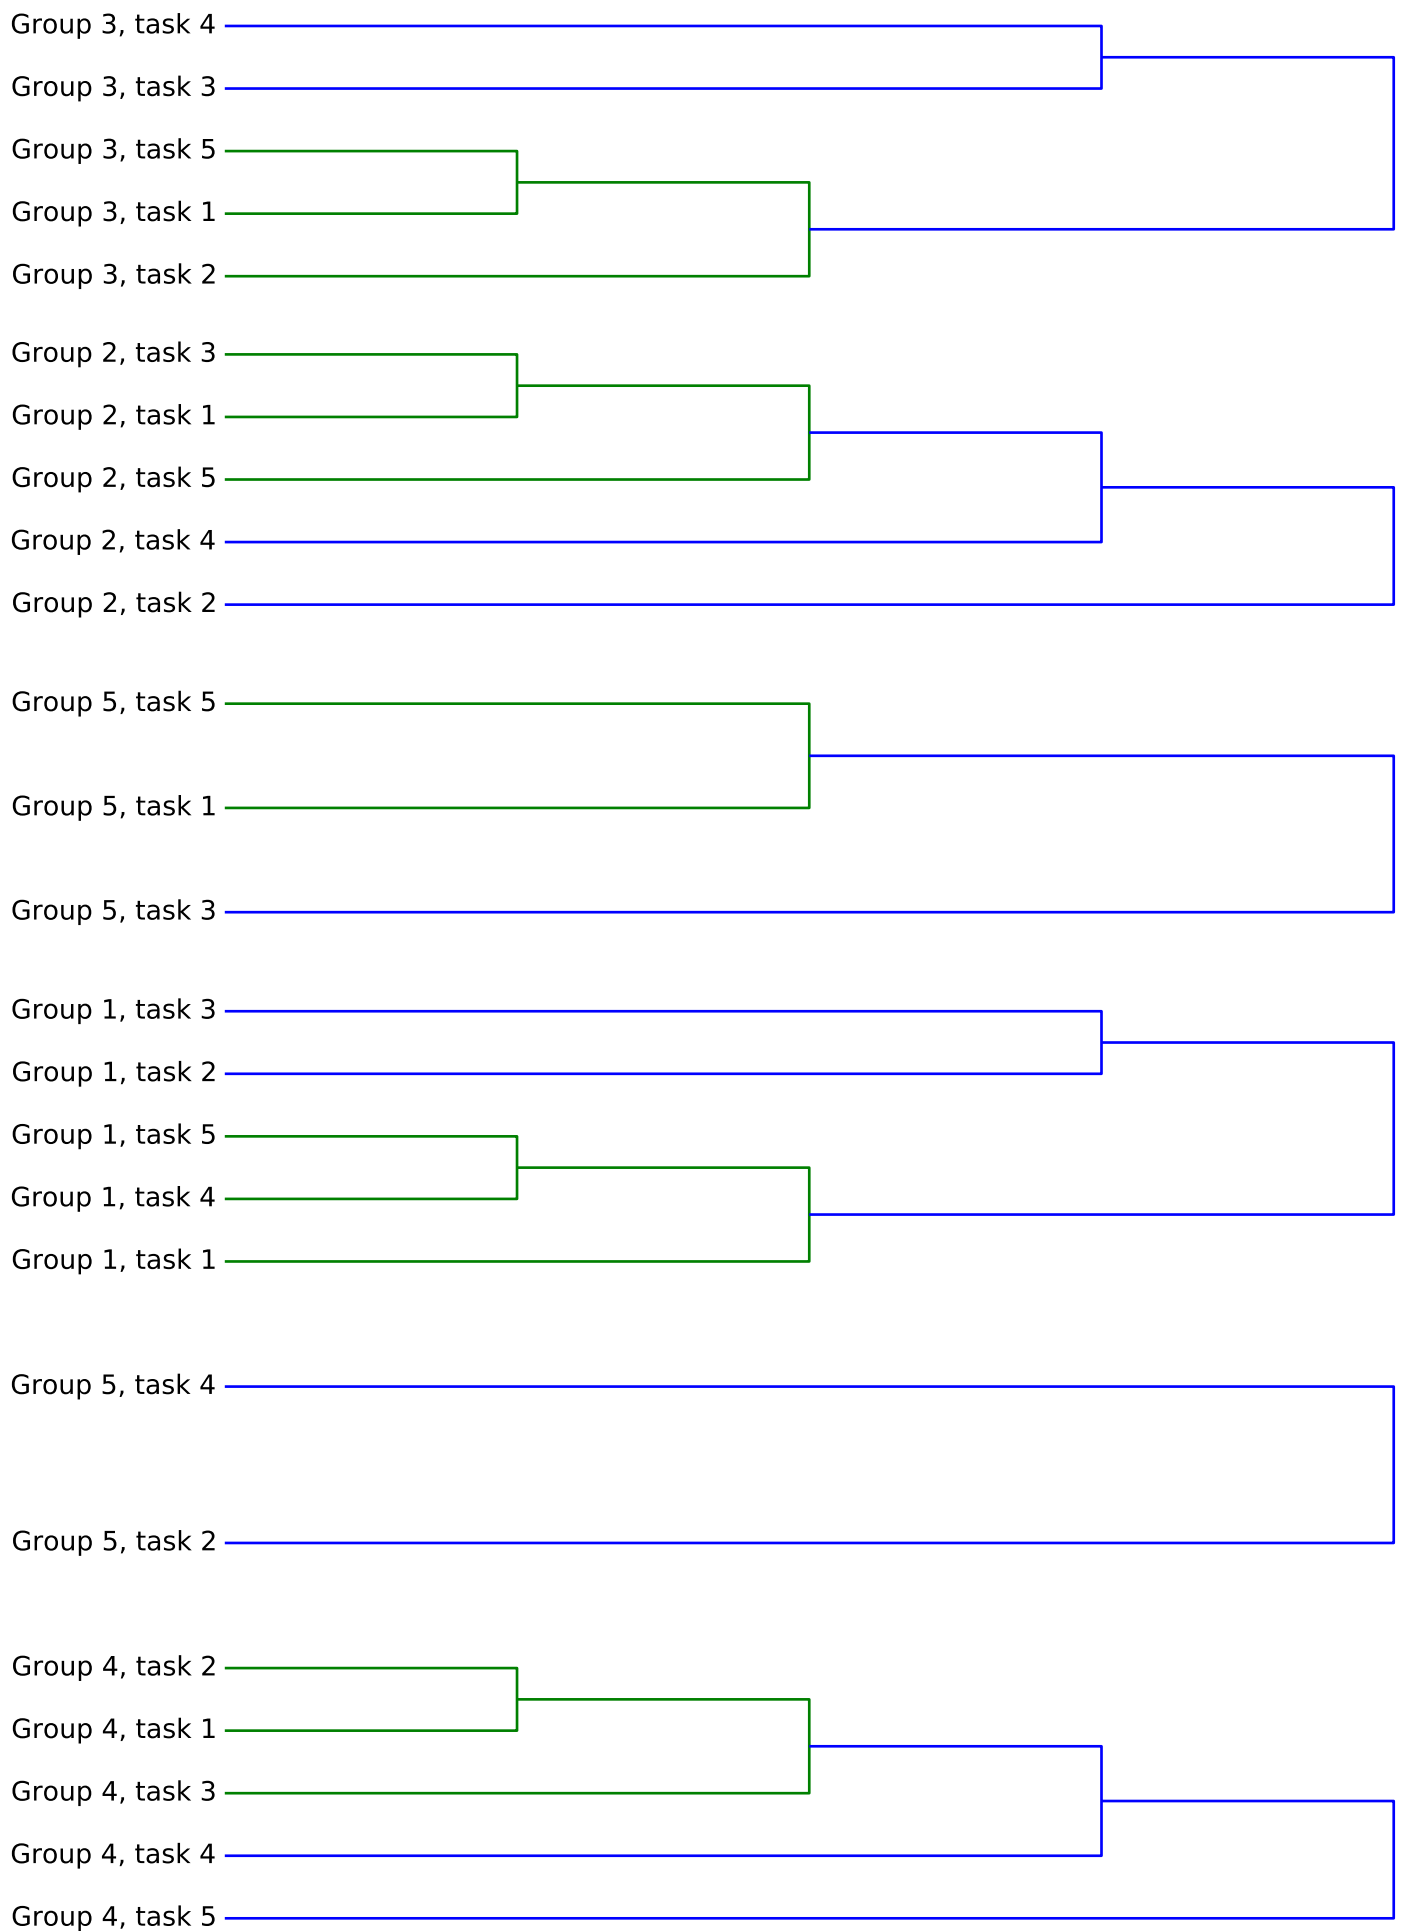 Group 3, task 4
Group 3, task 3
Group 3, task 5
Group 3, task 1
Group 3, task 2
Group 2, task 3
Group 2, task 1
Group 2, task 5
Group 2, task 4
Group 2, task 2
Group 5, task 5
Group 5, task 1
Group 5, task 3
Group 1, task 3
Group 1, task 2
Group 1, task 5
Group 1, task 4
Group 1, task 1
Group 5, task 4
Group 5, task 2
Group 4, task 2
Group 4, task 1
Group 4, task 3
Group 4, task 4
Group 4, task 5